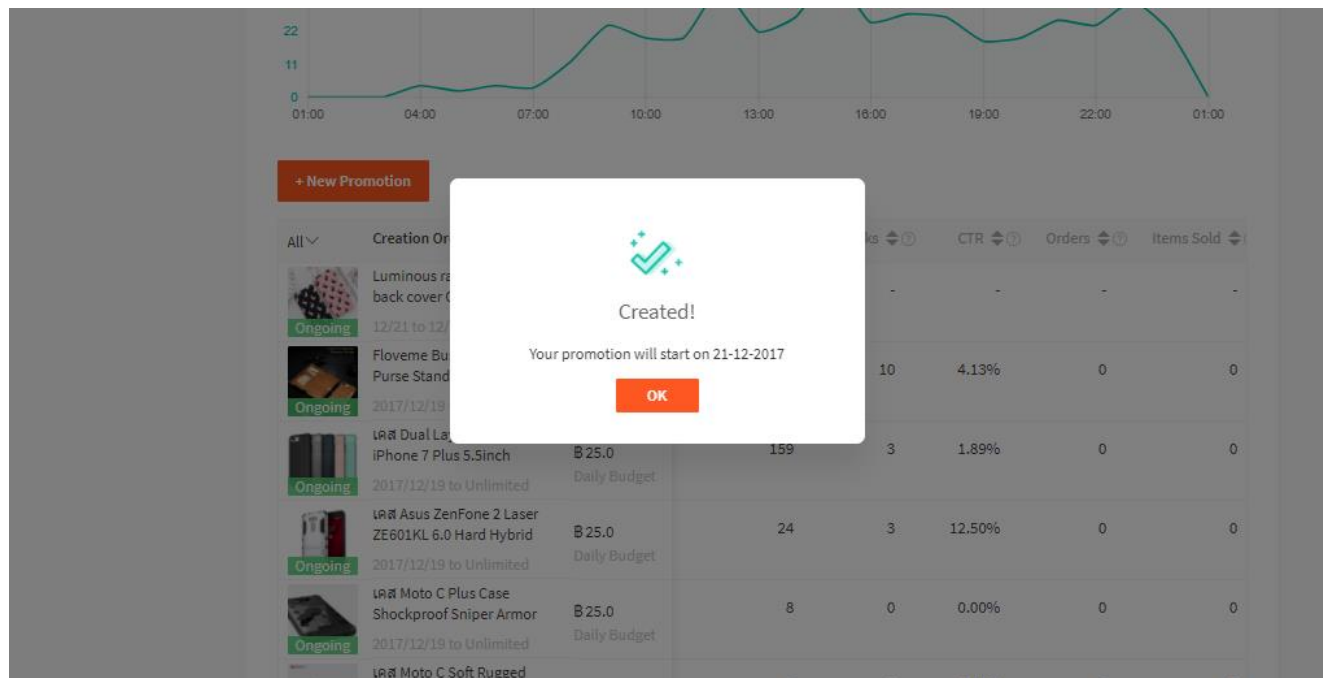 22
11
0
01:00 04:00 07:00 10:00 13:00 16:00 19:00 22:00 01:00
+ New Promotion
All Creation Or ks CTR Orders Items Sold
Luminous ra
back cover
Ongoing 12/21 to 12/
- - - -
Created!
Your promotion will start on 21-12-2017
OK
Floveme Bu
Purse Stand 10 4.13% 0 0
Ongoing 2017/12/19
เคส Dual La
iPhone 7 Plus 5.5inch ฿25.0 159 3 1.89% 0 0
Ongoing 2017/12/19 to Unlimited Daily Budget
เคส Asus ZenFone 2 Laser
ZE601KL 6.0 Hard Hybrid ฿25.0 24 3 12.50% 0 0
Ongoing 2017/12/19 to Unlimited Daily Budget
เคส Moto C Plus Case
Shockproof Sniper Armor ฿25.0 8 0 0.00% 0 0
Ongoing 2017/12/19 to Unlimited Daily Budget
เคส Moto C Soft Rugged